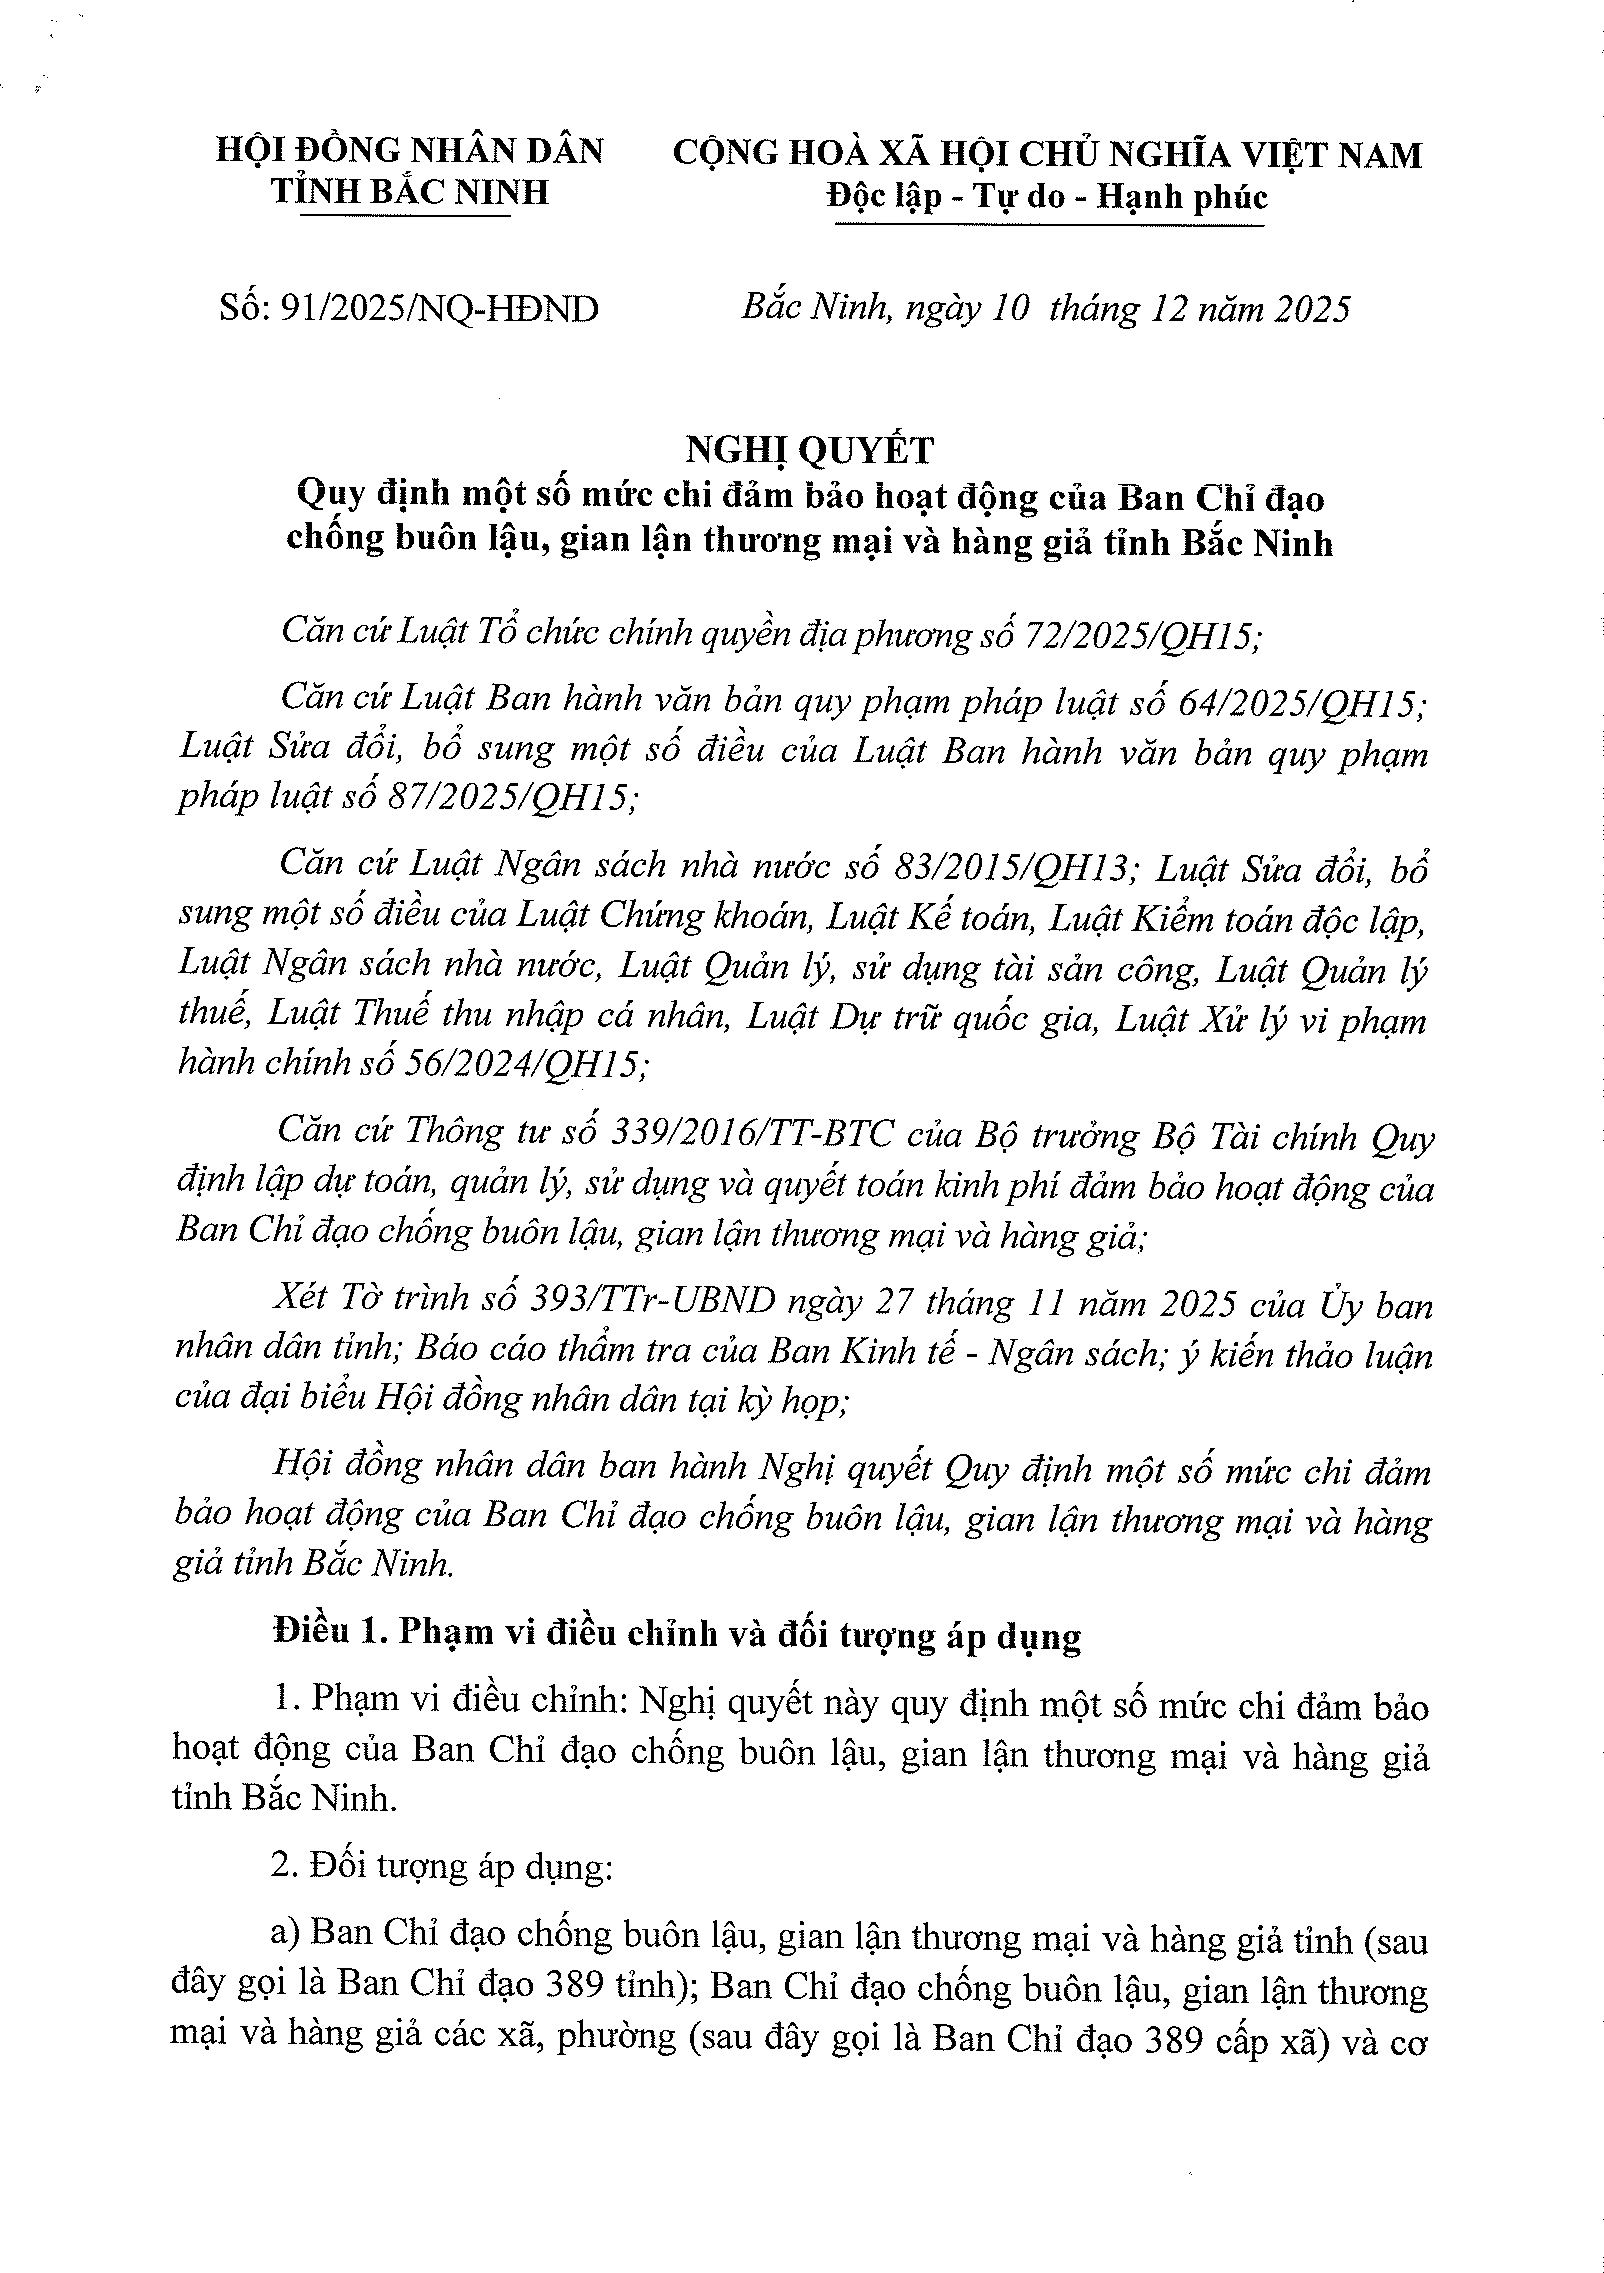 HỘI ĐỒNG NHÂN DÂN
TỈNH BẮC NINH
CỘNG HOÀ XÃ HỘI CHỦ NGHĨA VIỆT NAM
Độc lập - Tự do - Hạnh phúc
Số: 91/2025/NQ-HĐND
Bắc Ninh, ngày 10 tháng 12 năm 2025
NGHỊ QUYẾT
Quy định một số mức chi đảm bảo hoạt động của Ban Chỉ đạo
chống buôn lậu, gian lận thương mại và hàng giả tỉnh Bắc Ninh
Căn cứ Luật Tổ chức chính quyền địa phương số 72/2025/QH15;
Căn cứ Luật Ban hành văn bản quy phạm pháp luật số 64/2025/QH15;
Luật Sửa đổi, bổ sung một số điều của Luật Ban hành văn bản quy phạm
pháp luật số 87/2025/QH15;
Căn cứ Luật Ngân sách nhà nước số 83/2015/QH13; Luật Sửa đổi, bổ
sung một số điều của Luật Chứng khoán, Luật Kế toán, Luật Kiểm toán độc lập,
Luật Ngân sách nhà nước, Luật Quản lý, sử dụng tài sản công, Luật Quản lý
thuế, Luật Thuế thu nhập cá nhân, Luật Dự trữ quốc gia, Luật Xử lý vi phạm
hành chính số 56/2024/QH15;
Căn cứ Thông tư số 339/2016/TT-BTC của Bộ trưởng Bộ Tài chính Quy
định lập dự toán, quản lý, sử dụng và quyết toán kinh phí đảm bảo hoạt động của
Ban Chỉ đạo chống buôn lậu, gian lận thương mại và hàng giả;
Xét Tờ trình số 393/TTr-UBND ngày 27 tháng 11 năm 2025 của Ủy ban
nhân dân tỉnh; Báo cáo thẩm tra của Ban Kinh tế - Ngân sách; ý kiến thảo luận
của đại biểu Hội đồng nhân dân tại kỳ họp;
Hội đồng nhân dân ban hành Nghị quyết Quy định một số mức chi đảm
bảo hoạt động của Ban Chỉ đạo chống buôn lậu, gian lận thương mại và hàng
giả tỉnh Bắc Ninh.
Điều 1. Phạm vi điều chỉnh và đối tượng áp dụng
1. Phạm vi điều chỉnh: Nghị quyết này quy định một số mức chi đảm bảo
hoạt động của Ban Chỉ đạo chống buôn lậu, gian lận thương mại và hàng giả
tỉnh Bắc Ninh.
2. Đối tượng áp dụng:
a) Ban Chỉ đạo chống buôn lậu, gian lận thương mại và hàng giả tỉnh (sau
đây gọi là Ban Chỉ đạo 389 tỉnh); Ban Chỉ đạo chống buôn lậu, gian lận thương
mại và hàng giả các xã, phường (sau đây gọi là Ban Chỉ đạo 389 cấp xã) và cơ